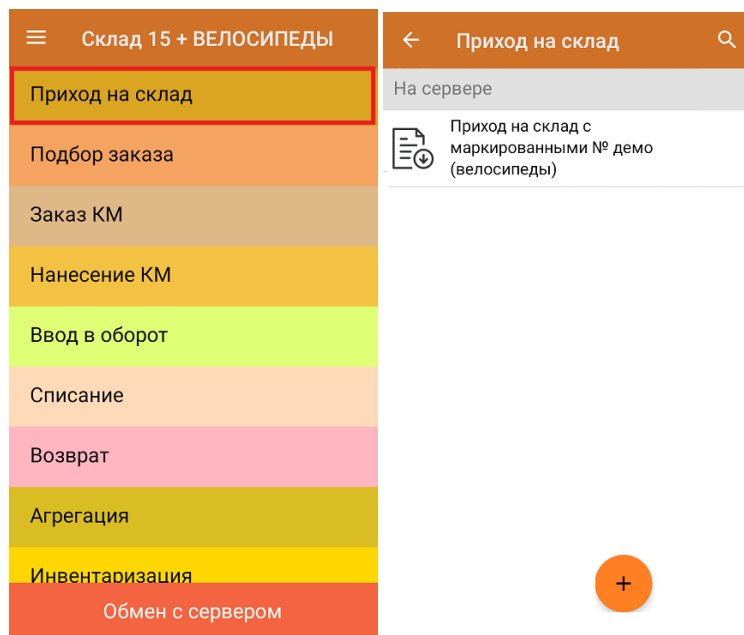 Склад 15 + ВЕЛОСИПЕДЫ
Приход на склад
Подбор заказа
Заказ КМ
Нанесение КМ
Ввод в оборот
Списание
Возврат
Агрегация
Инвентаризация
Обмен с сервером
Приход на склад
На сервере
Приход на склад с
маркированными № демо
(велосипеды)
+